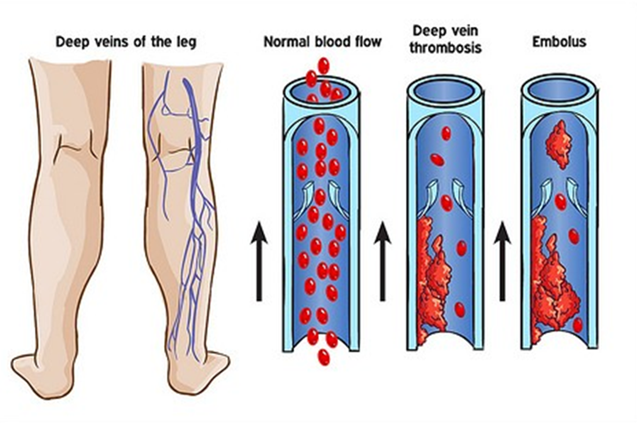 Deep veins of the leg
Normal blood flow
Deep vein
thrombosis
Embolus